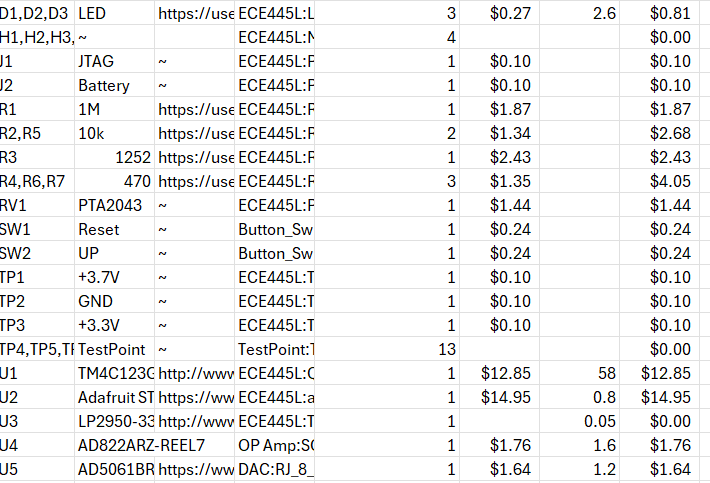 D1,D2,D3 LED https://use ECE445L:L 3 $0.27 2.6 $0.81
H1,H2,H3, ~ ECE445L:M 4 $0.00
J1 JTAG ~ ECE445L:P 1 $0.10 $0.10
J2 Battery ~ ECE445L:P 1 $0.10 $0.10
R1 1M https://use ECE445L:R 1 $1.87 $1.87
R2,R5 10k https://use ECE445L:R 2 $1.34 $2.68
R3 1252 https://use ECE445L:R 1 $2.43 $2.43
R4,R6,R7 470 https://use ECE445L:R 3 $1.35 $4.05
RV1 PTA2043 ~ ECE445L:P 1 $1.44 $1.44
SW1 Reset ~ Button_Sw 1 $0.24 $0.24
SW2 UP ~ Button_Sw 1 $0.24 $0.24
TP1 +3.7V ~ ECE445L:T 1 $0.10 $0.10
TP2 GND ~ ECE445L:T 1 $0.10 $0.10
TP3 +3.3V ~ ECE445L:T 1 $0.10 $0.10
TP4,TP5,TP TestPoint ~ TestPoint:T 13 $0.00
U1 TM4C123G http://www ECE445L:Q 1 $12.85 58 $12.85
U2 Adafruit ST https://ww ECE445L:a 1 $14.95 0.8 $14.95
U3 LP2950-33 http://www ECE445L:T 1 0.05 $0.00
U4 AD822ARZ-REEL7 OP Amp:SO 1 $1.76 1.6 $1.76
U5 AD5061BR https://ww DAC:RJ_8_ 1 $1.64 1.2 $1.64